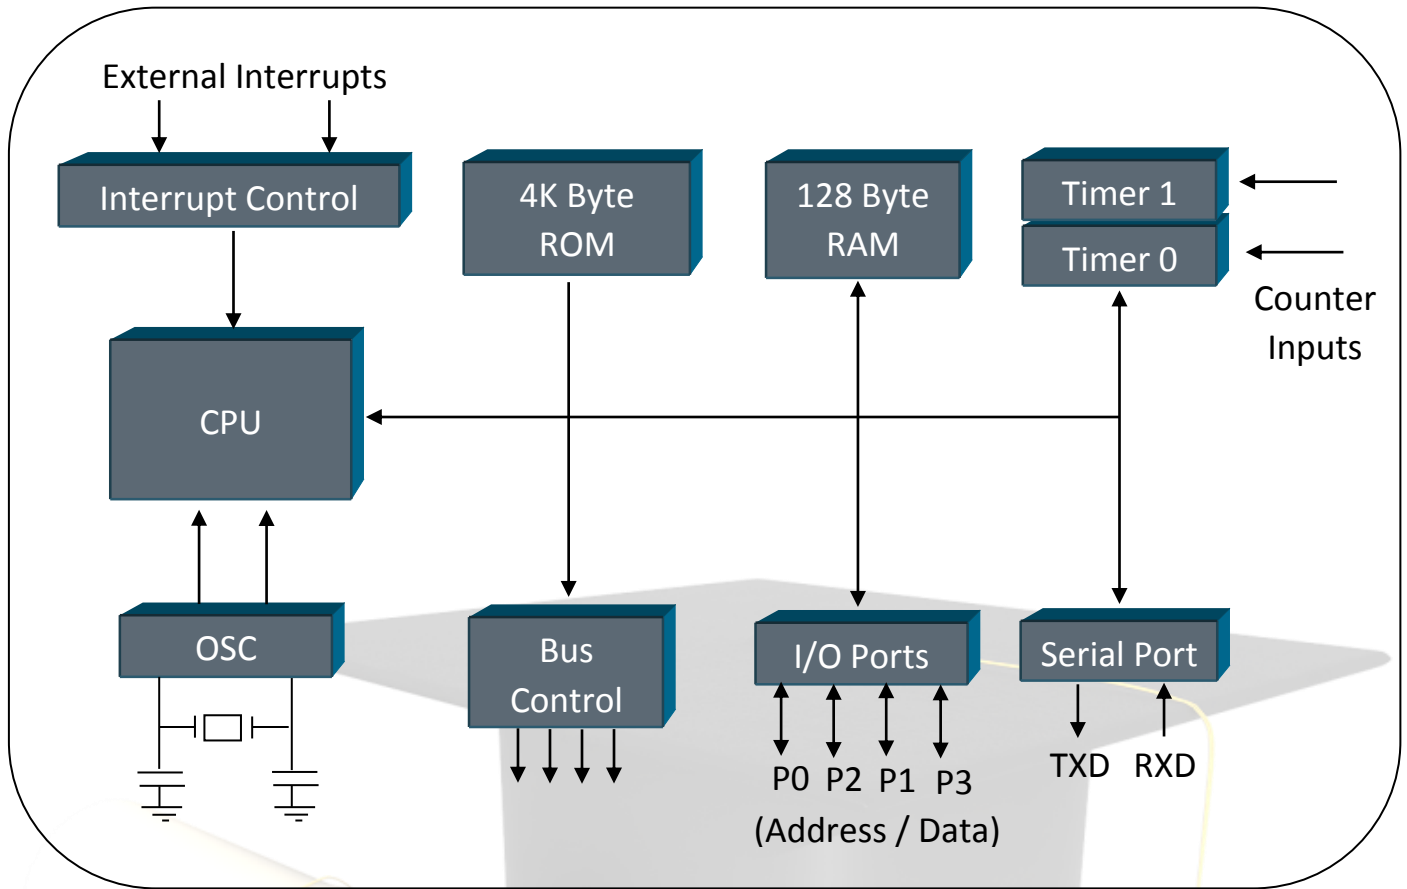 External Interrupts
Interrupt Control
4K Byte
ROM
128 Byte
RAM
Timer 1
Timer 0
Counter
Inputs
CPU
OSC
Bus
Control
I/O Ports
Serial Port
P0 P2 P1 P3
(Address / Data)
TXD RXD